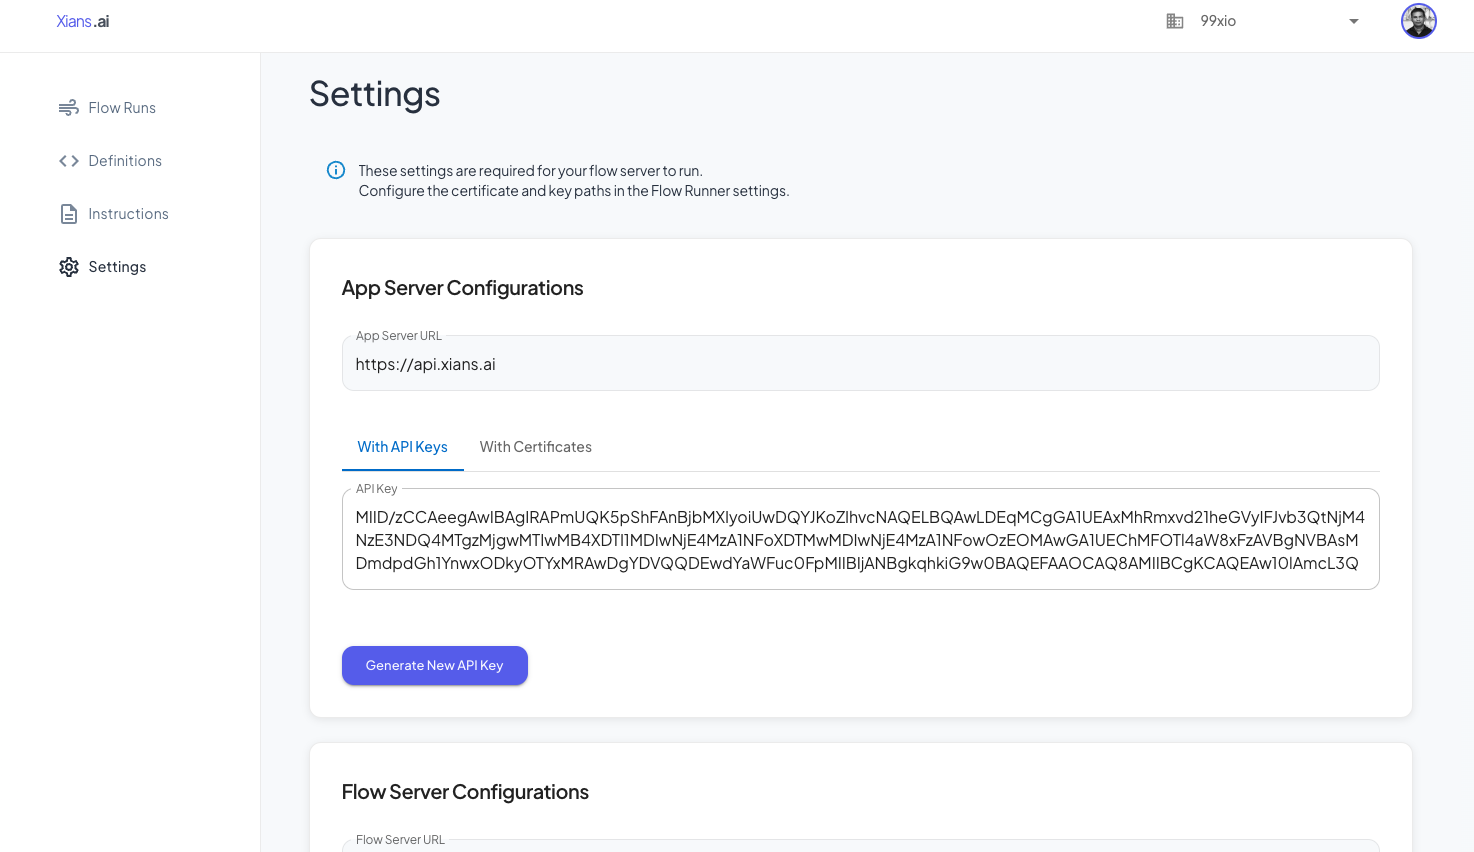 Xians.ai
99xio
Flow Runs
Definitions
Instructions
Settings
Settings
These settings are required for your flow server to run.
Configure the certificate and key paths in the Flow Runner settings.
App Server Configurations
App Server URL
https://api.xians.ai
With API Keys
With Certificates
API Key
MIID/zCCAeegAwIBAgIRAPmUQK5pShFAnBjbMXIyoiUwDQYJKoZIhvcNAQELBQAwLDEqMCgGA1UEAxMhRmxvd21heGVyIFJvb3QtNjM4
NzE3NDQ4MTgzMjgwMTIwMB4XDTI1MDIwNjE4MzA1NFoXDTMwMDIwNjE4MzA1NFowOzEOMAwGA1UEChMFOTl4aW8xFzAVBgNVBAsM
DmdpdGh1YnwxODkyOTYxMRAwDgYDVQQDEwdYaWFuc0FpMIIBIjANBgkqhkiG9w0BAQEFAAOCAQ8AMIIBCgKCAQEAw10lAmcL3Q
Generate New API Key
Flow Server Configurations
Flow Server URL